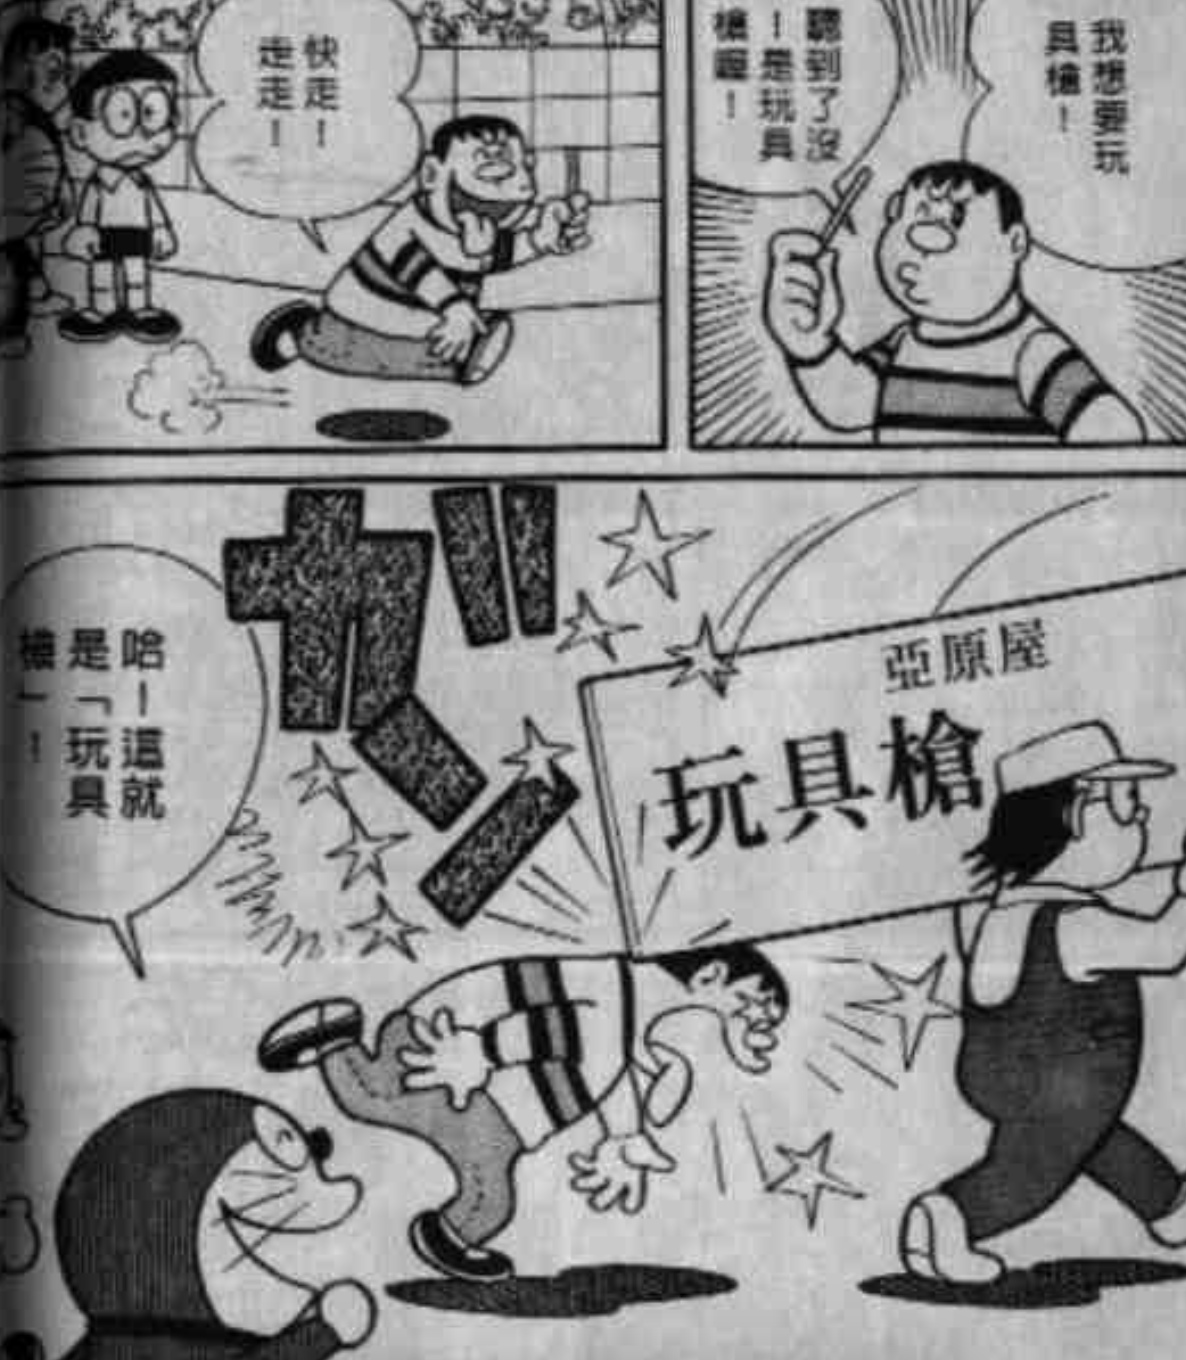 我想要玩
具槍！
聽到了沒
！是玩具
槍喔！
快走！
走走！
ガーン
亞原屋
玩具槍
哈！這就
是「玩具
槍」！